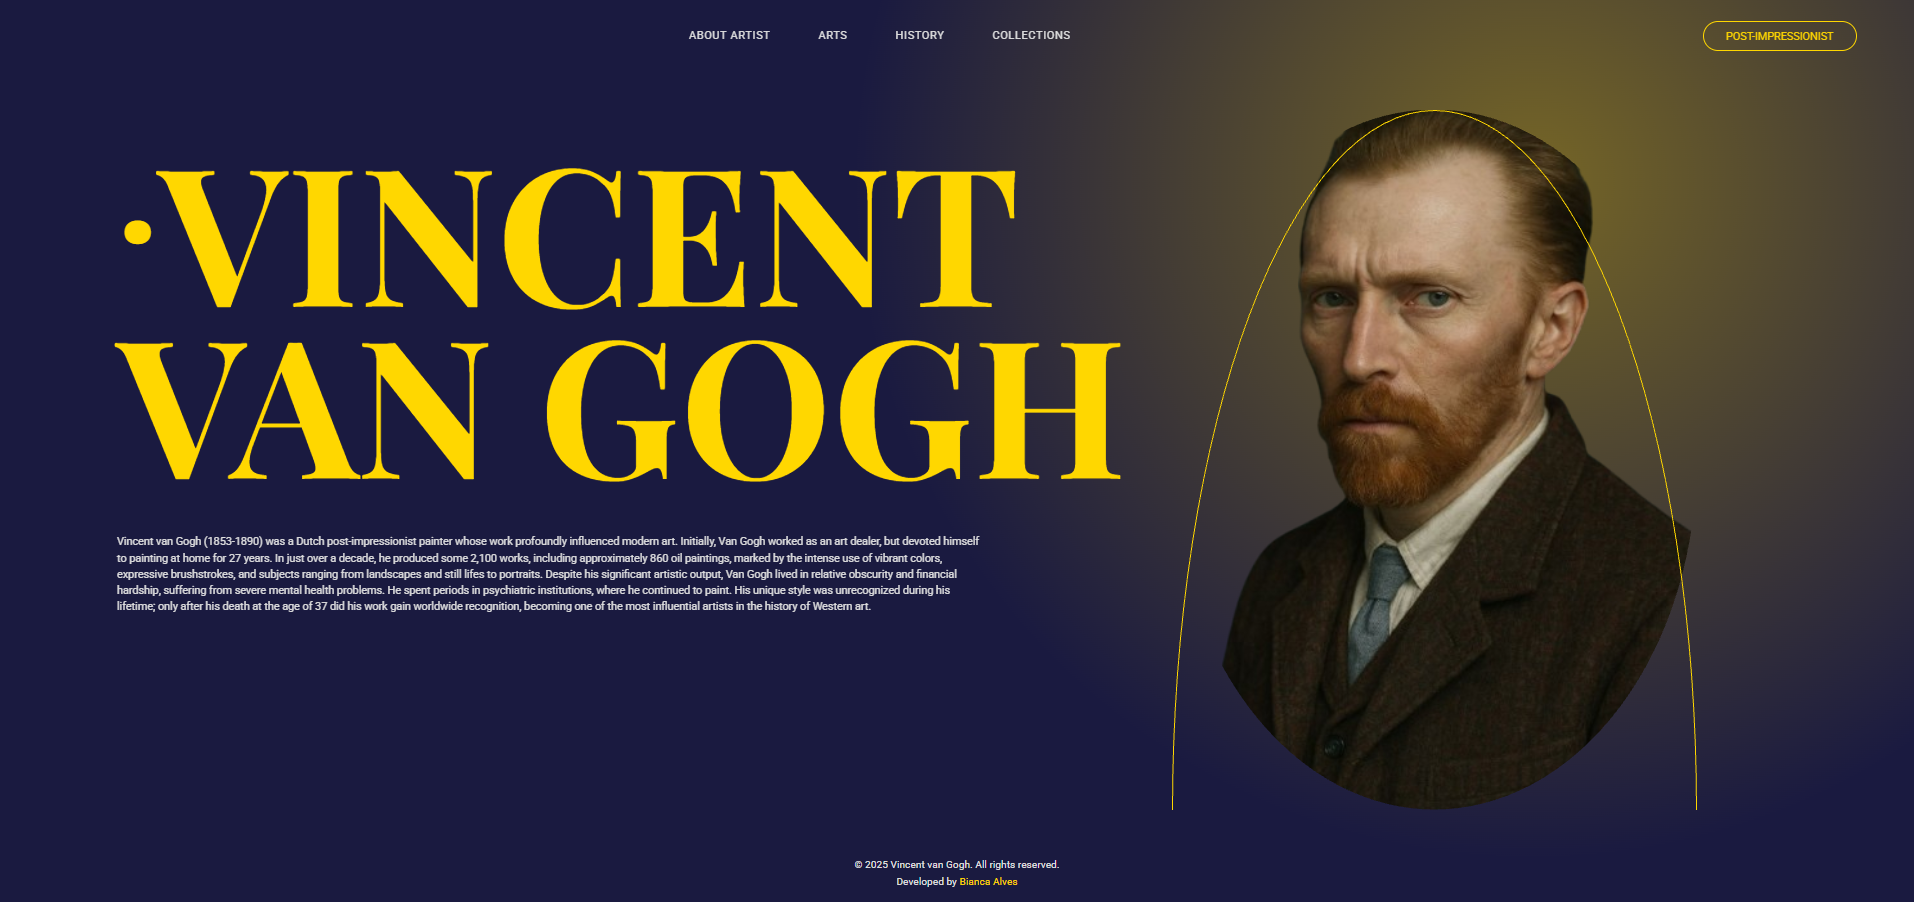 ABOUT ARTIST ARTS HISTORY COLLECTIONS POST-IMPRESSIONIST
·VINCENT
VAN GOGH
Vincent van Gogh (1853-1890) was a Dutch post-impressionist painter whose work profoundly influenced modern art. Initially, Van Gogh worked as an art dealer, but devoted himself
to painting at home for 27 years. In just over a decade, he produced some 2,100 works, including approximately 860 oil paintings, marked by the intense use of vibrant colors,
expressive brushstrokes, and subjects ranging from landscapes and still lifes to portraits. Despite his significant artistic output, Van Gogh lived in relative obscurity and financial
hardship, suffering from severe mental health problems. He spent periods in psychiatric institutions, where he continued to paint. His unique style was unrecognized during his
lifetime; only after his death at the age of 37 did his work gain worldwide recognition, becoming one of the most influential artists in the history of Western art.
© 2025 Vincent van Gogh. All rights reserved.
Developed by Bianca Alves